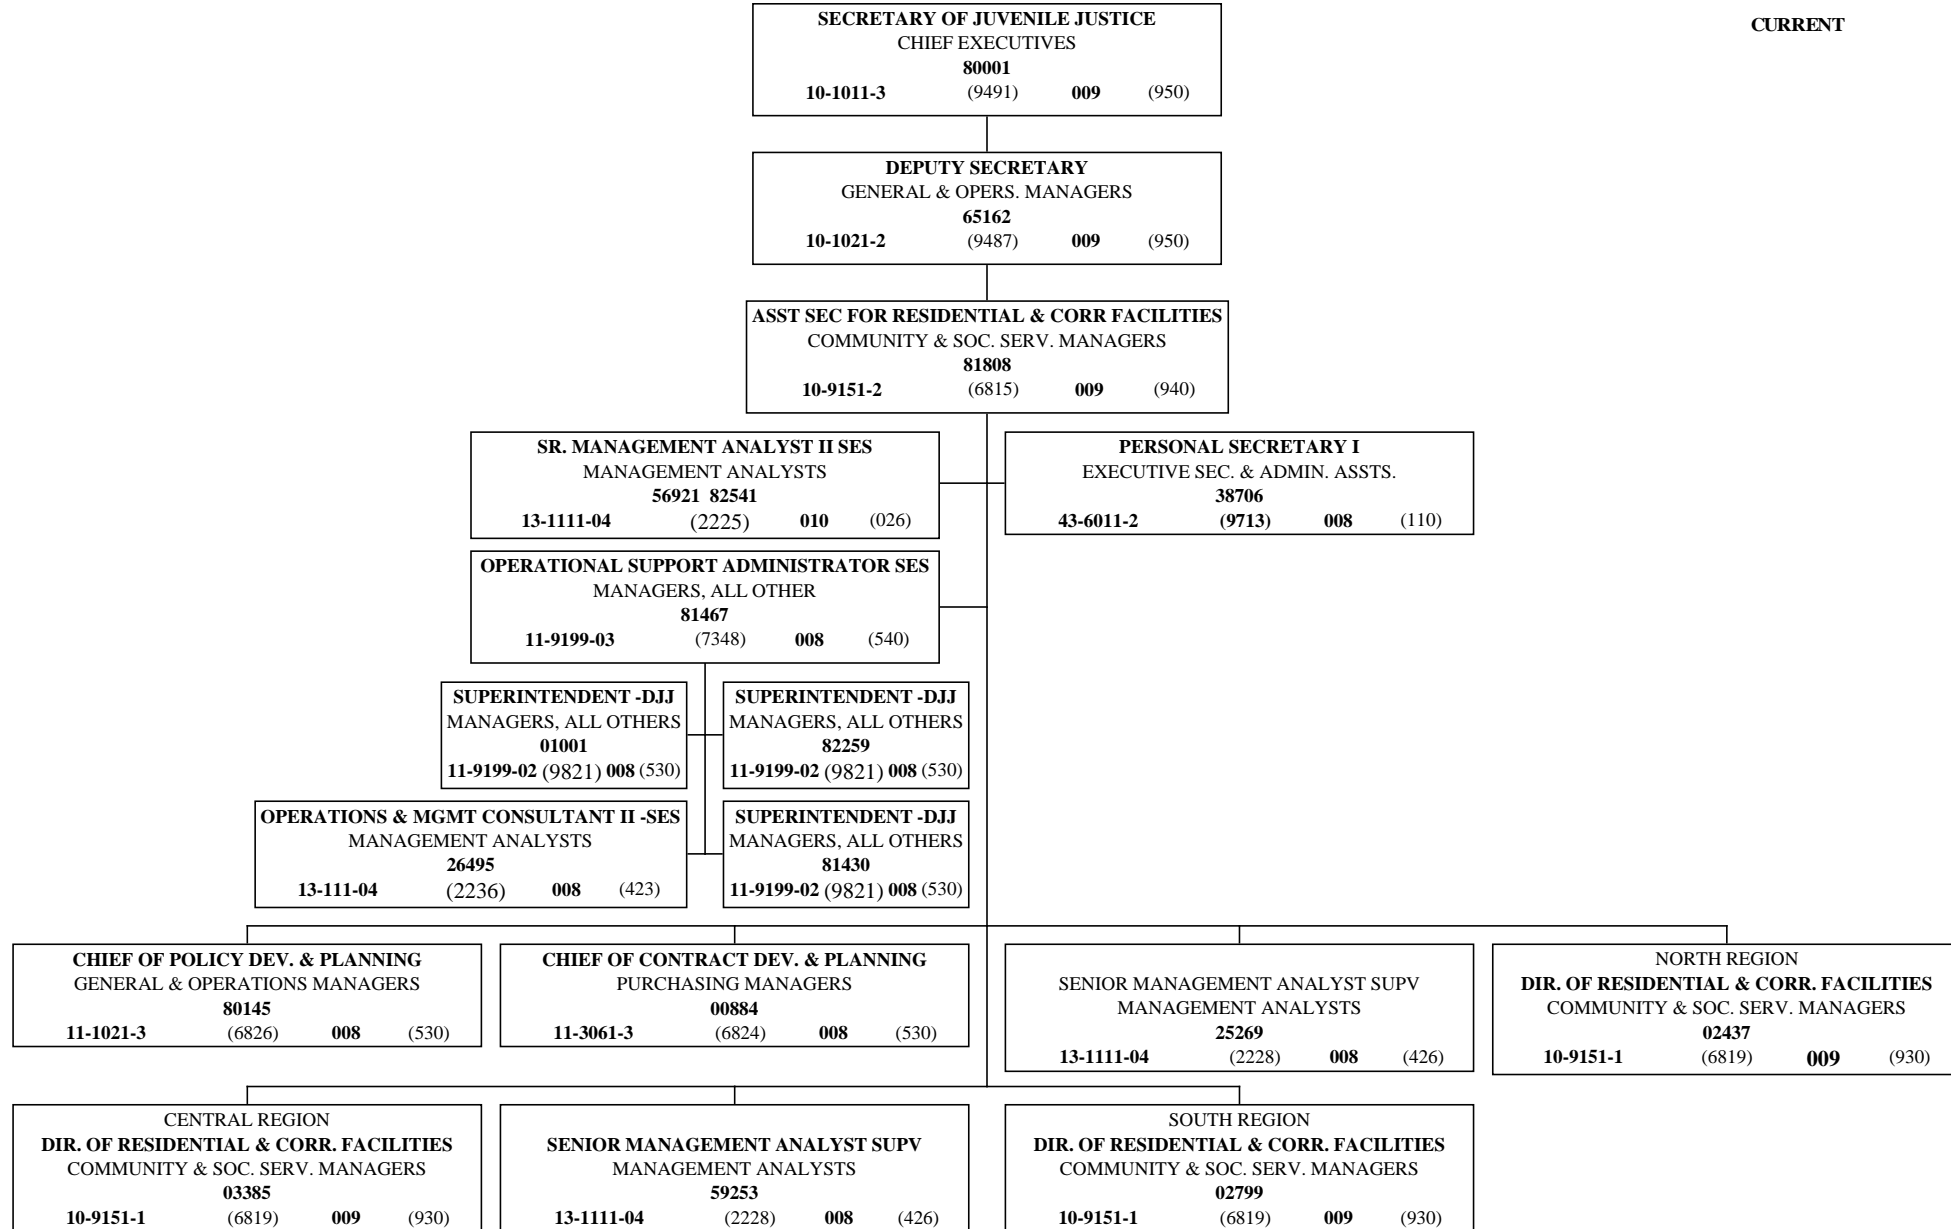 CURRENT
SECRETARY OF JUVENILE JUSTICE
CHIEF EXECUTIVES
80001
10-1011-3 (9491) 009 (950)
DEPUTY SECRETARY
GENERAL & OPERS. MANAGERS
65162
10-1021-2 (9487) 009 (950)
ASST SEC FOR RESIDENTIAL & CORR FACILITIES
COMMUNITY & SOC. SERV. MANAGERS
81808
10-9151-2 (6815) 009 (940)
SR. MANAGEMENT ANALYST II SES
MANAGEMENT ANALYSTS
56921 82541
13-1111-04 (2225) 010 (026)
PERSONAL SECRETARY I
EXECUTIVE SEC. & ADMIN. ASSTS.
38706
43-6011-2 (9713) 008 (110)
OPERATIONAL SUPPORT ADMINISTRATOR SES
MANAGERS, ALL OTHER
81467
11-9199-03 (7348) 008 (540)
SUPERINTENDENT -DJJ
MANAGERS, ALL OTHERS
01001
11-9199-02 (9821) 008 (530)
SUPERINTENDENT -DJJ
MANAGERS, ALL OTHERS
82259
11-9199-02 (9821) 008 (530)
OPERATIONS & MGMT CONSULTANT II -SES
MANAGEMENT ANALYSTS
26495
13-111-04 (2236) 008 (423)
SUPERINTENDENT -DJJ
MANAGERS, ALL OTHERS
81430
11-9199-02 (9821) 008 (530)
CHIEF OF POLICY DEV. & PLANNING
GENERAL & OPERATIONS MANAGERS
80145
11-1021-3 (6826) 008 (530)
CHIEF OF CONTRACT DEV. & PLANNING
PURCHASING MANAGERS
00884
11-3061-3 (6824) 008 (530)
SENIOR MANAGEMENT ANALYST SUPV
MANAGEMENT ANALYSTS
25269
13-1111-04 (2228) 008 (426)
NORTH REGION
DIR. OF RESIDENTIAL & CORR. FACILITIES
COMMUNITY & SOC. SERV. MANAGERS
02437
10-9151-1 (6819) 009 (930)
CENTRAL REGION
DIR. OF RESIDENTIAL & CORR. FACILITIES
COMMUNITY & SOC. SERV. MANAGERS
03385
10-9151-1 (6819) 009 (930)
SENIOR MANAGEMENT ANALYST SUPV
MANAGEMENT ANALYSTS
59253
13-1111-04 (2228) 008 (426)
SOUTH REGION
DIR. OF RESIDENTIAL & CORR. FACILITIES
COMMUNITY & SOC. SERV. MANAGERS
02799
10-9151-1 (6819) 009 (930)